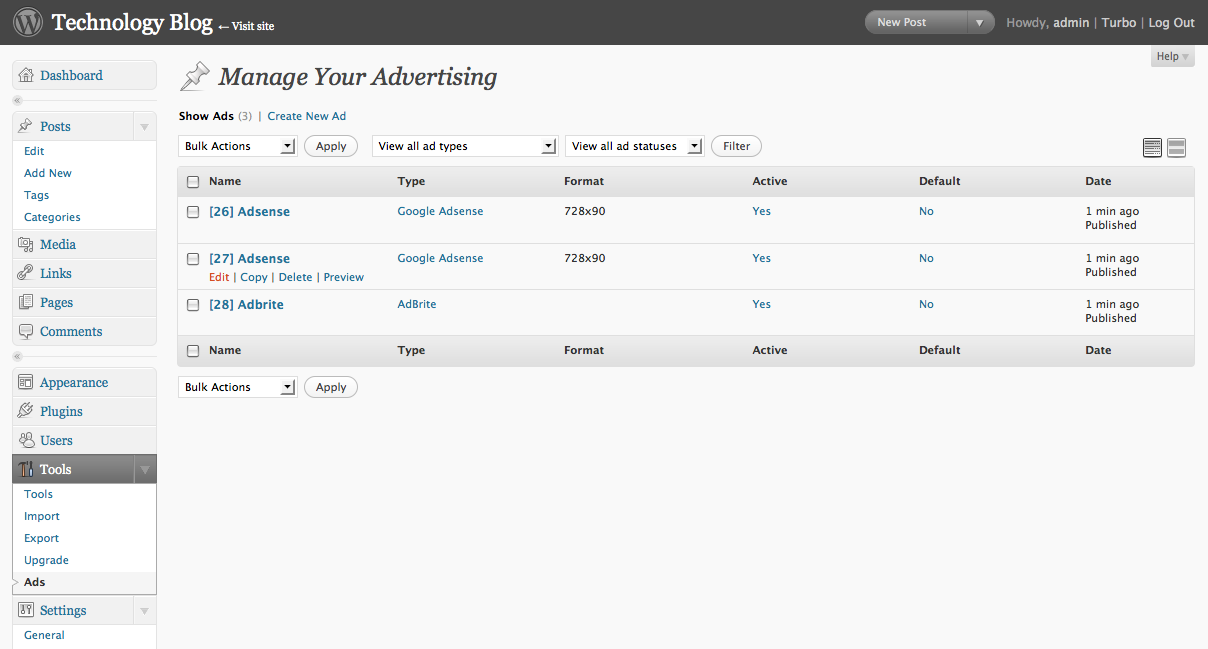 Technology Blog ← Visit site
New Post
Howdy, admin | Turbo | Log Out
Help
Dashboard
Posts
Edit
Add New
Tags
Categories
Media
Links
Pages
Comments
Appearance
Plugins
Users
Tools
Tools
Import
Export
Upgrade
Ads
Settings
General
Manage Your Advertising
Show Ads (3) | Create New Ad
Bulk Actions Apply View all ad types View all ad statuses Filter
Name Type Format Active Default Date
[26] Adsense Google Adsense 728x90 Yes No 1 min ago
Published
[27] Adsense Google Adsense 728x90 Yes No 1 min ago
Edit | Copy | Delete | Preview Published
[28] Adbrite AdBrite Yes No 1 min ago
Published
Name Type Format Active Default Date
Bulk Actions Apply